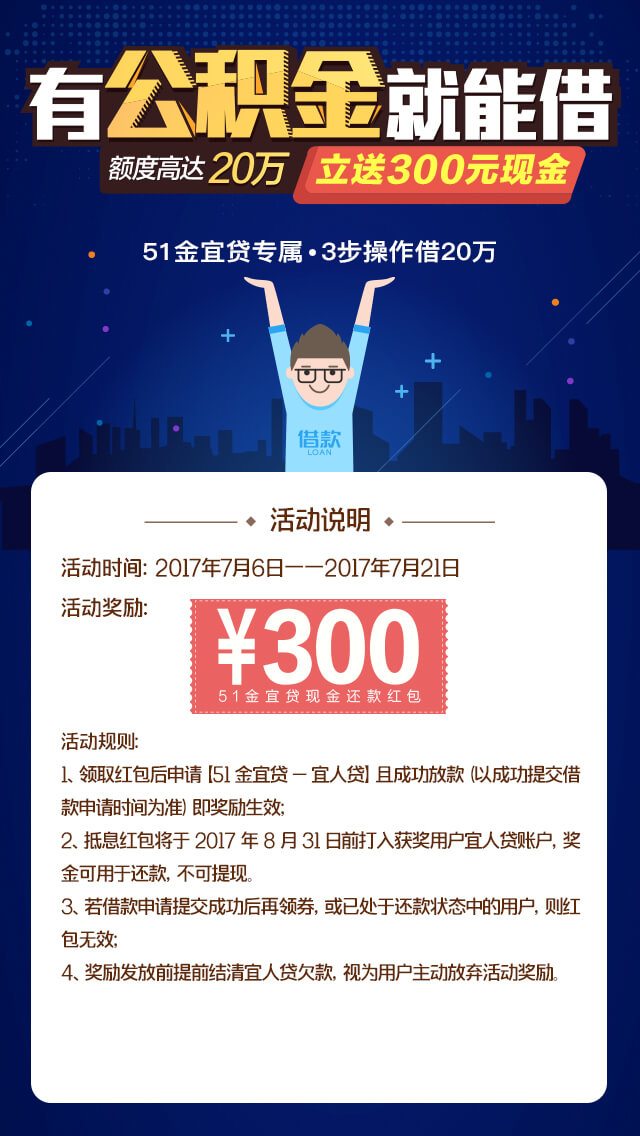 有公积金就能借
额度高达20万 立送300元现金
51金宜贷专属·3步操作借20万
借款
LOAN
活动说明
活动时间: 2017年7月6日——2017年7月21日
活动奖励:
¥300
51金宜贷现金还款红包
活动规则:
1、领取红包后申请【51 金宜贷 – 宜人贷】且成功放款 (以成功提交借
款申请时间为准) 即奖励生效;
2、抵息红包将于 2017 年 8 月 31 日前打入获奖用户宜人贷账户, 奖
金可用于还款, 不可提现。
3、若借款申请提交成功后再领券, 或已处于还款状态中的用户, 则红
包无效;
4、奖励发放前提前结清宜人贷欠款, 视为用户主动放弃活动奖励。